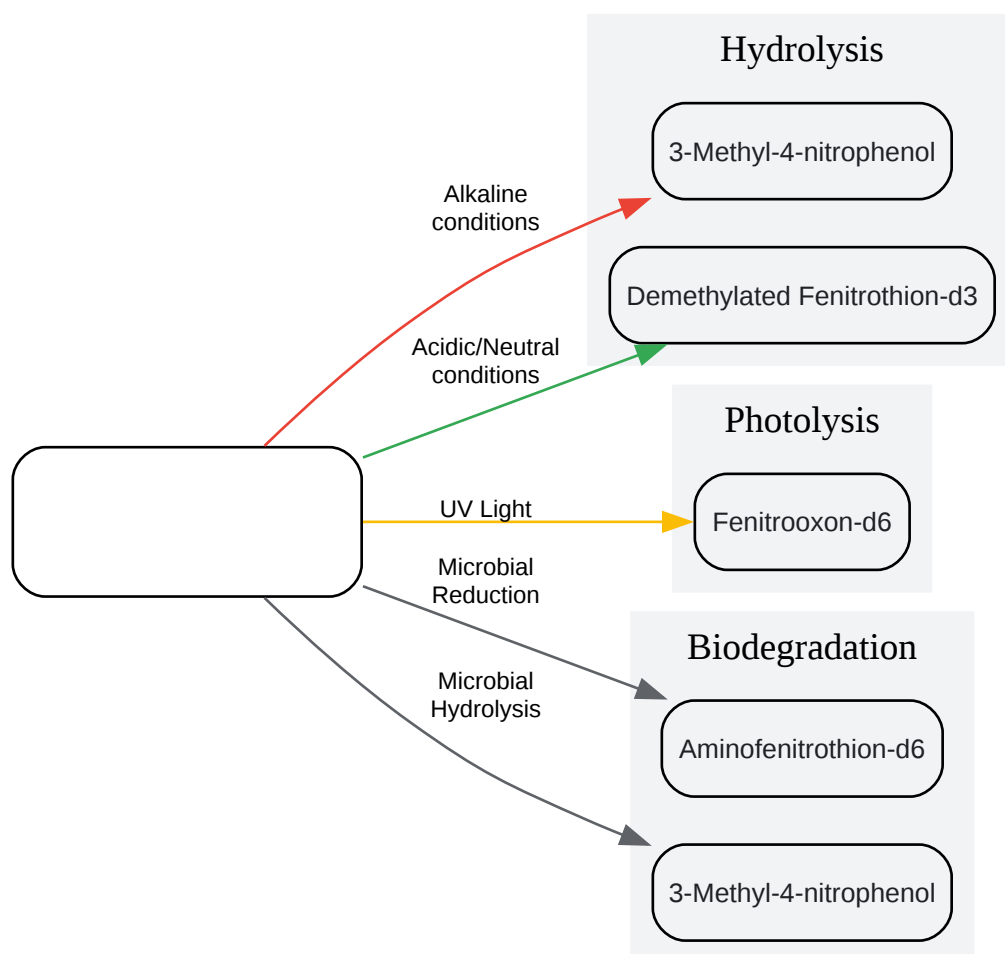 Hydrolysis
3-Methyl-4-nitrophenol
Alkaline
conditions
Demethylated Fenitrothion-d3
Acidic/Neutral
conditions
Photolysis
UV Light
Fenitrooxon-d6
Microbial
Reduction
Biodegradation
Microbial
Hydrolysis
Aminofenitrothion-d6
3-Methyl-4-nitrophenol